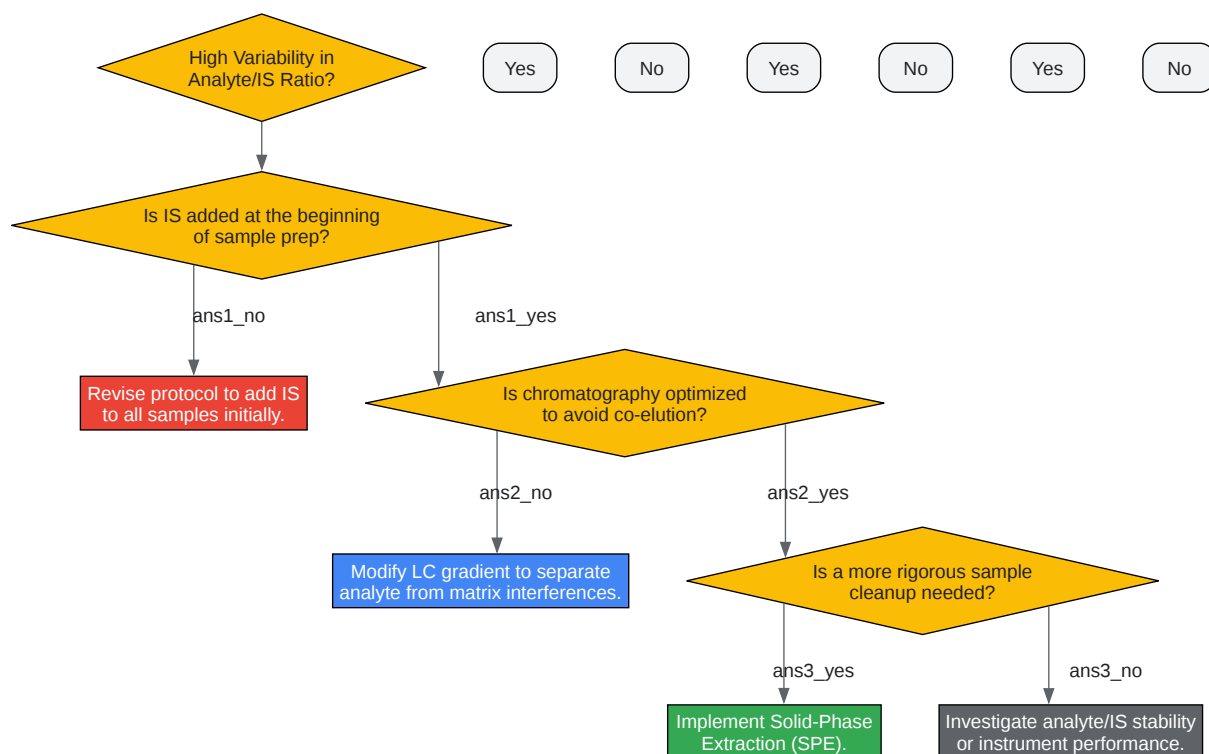 High Variability in
Analyte/IS Ratio?
Yes
No
Yes
No
Yes
No
Is IS added at the beginning
of sample prep?
ans1_no
ans1_yes
Revise protocol to add IS
to all samples initially.
Is chromatography optimized
to avoid co-elution?
ans2_no
ans2_yes
Modify LC gradient to separate
analyte from matrix interferences.
Is a more rigorous sample
cleanup needed?
ans3_yes
ans3_no
Implement Solid-Phase
Extraction (SPE).
Investigate analyte/IS stability
or instrument performance.